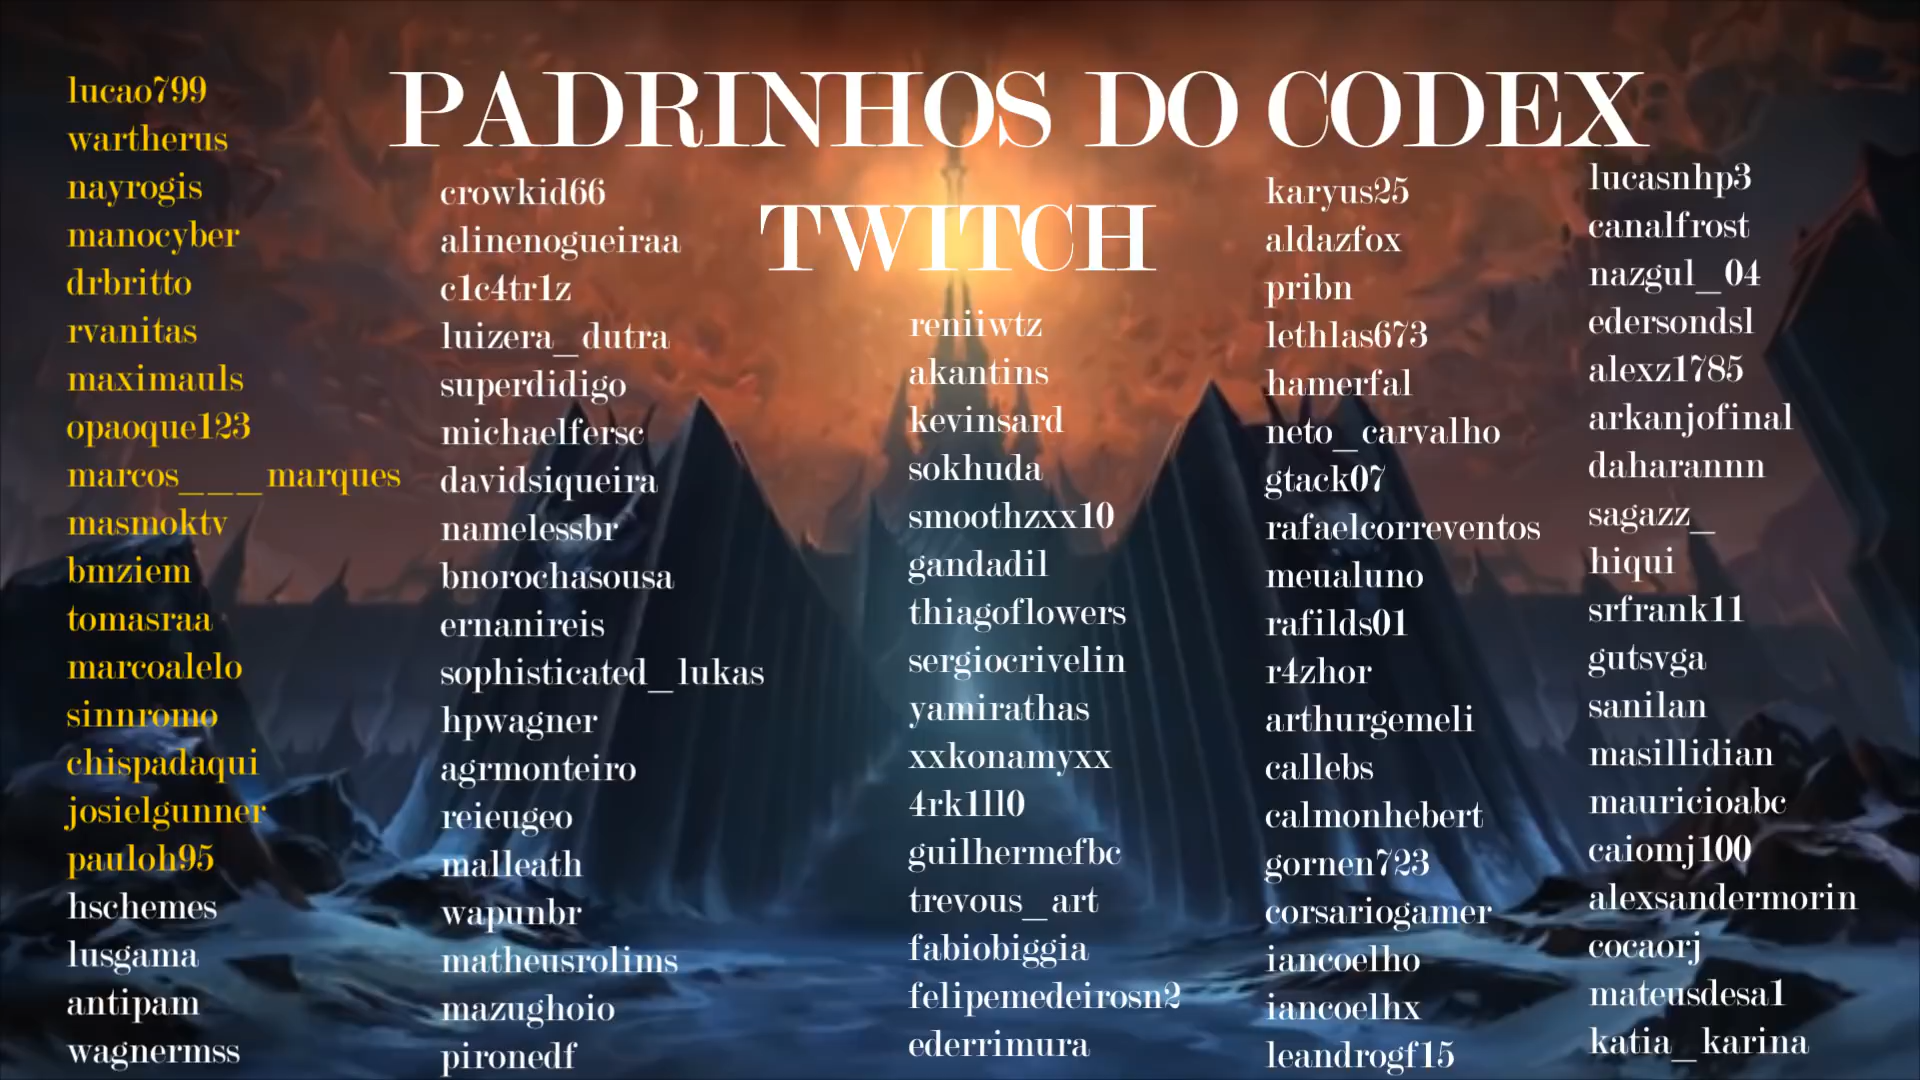 PADRINHOS DO CODEX
TWITCH
lucao799
wartherus
nayrogis
manocyber
drbritto
rvanitas
maximauls
opaoque123
marcos___marques
masmoktv
bmziem
tomasraa
marcoalelo
sinnromo
chispadaqui
josielgunner
pauloh95
hschemes
lusgama
antipam
wagnermss
crowkid66
alinenogueiraa
c1c4tr1z
luizera_dutra
superdidigo
michaelfersc
davidsiqueira
namelessbr
bnorochasousa
ernanireis
sophisticated_lukas
hpwagner
agrmonteiro
reieugeo
malleath
wapunbr
matheusrolims
mazughoio
pironedf
reniiwtz
akantins
kevinsard
sokhuda
smoothzxx10
gandadil
thiagoflowers
sergiocrivelin
yamirathas
xxkonamyxx
4rk1ll0
guilhermefbc
trevous_art
fabiobiggia
felipemedeirosn2
ederrimura
karyus25
aldazfox
pribn
lethlas673
hamerfal
neto_carvalho
gtack07
rafaelcorreventos
meualuno
rafilds01
r4zhor
arthurgemeli
callebs
calmonhebert
gornen723
corsariogamer
iancoelho
iancoelhx
leandrogf15
lucasnhp3
canalfrost
nazgul_04
edersondsl
alexz1785
arkanjofinal
daharannn
sagazz_
hiqui
srfrank11
gutsvga
sanilan
masillidian
mauricioabc
caiomj100
alexsandermorin
cocaorj
mateusdesa1
katia_karina